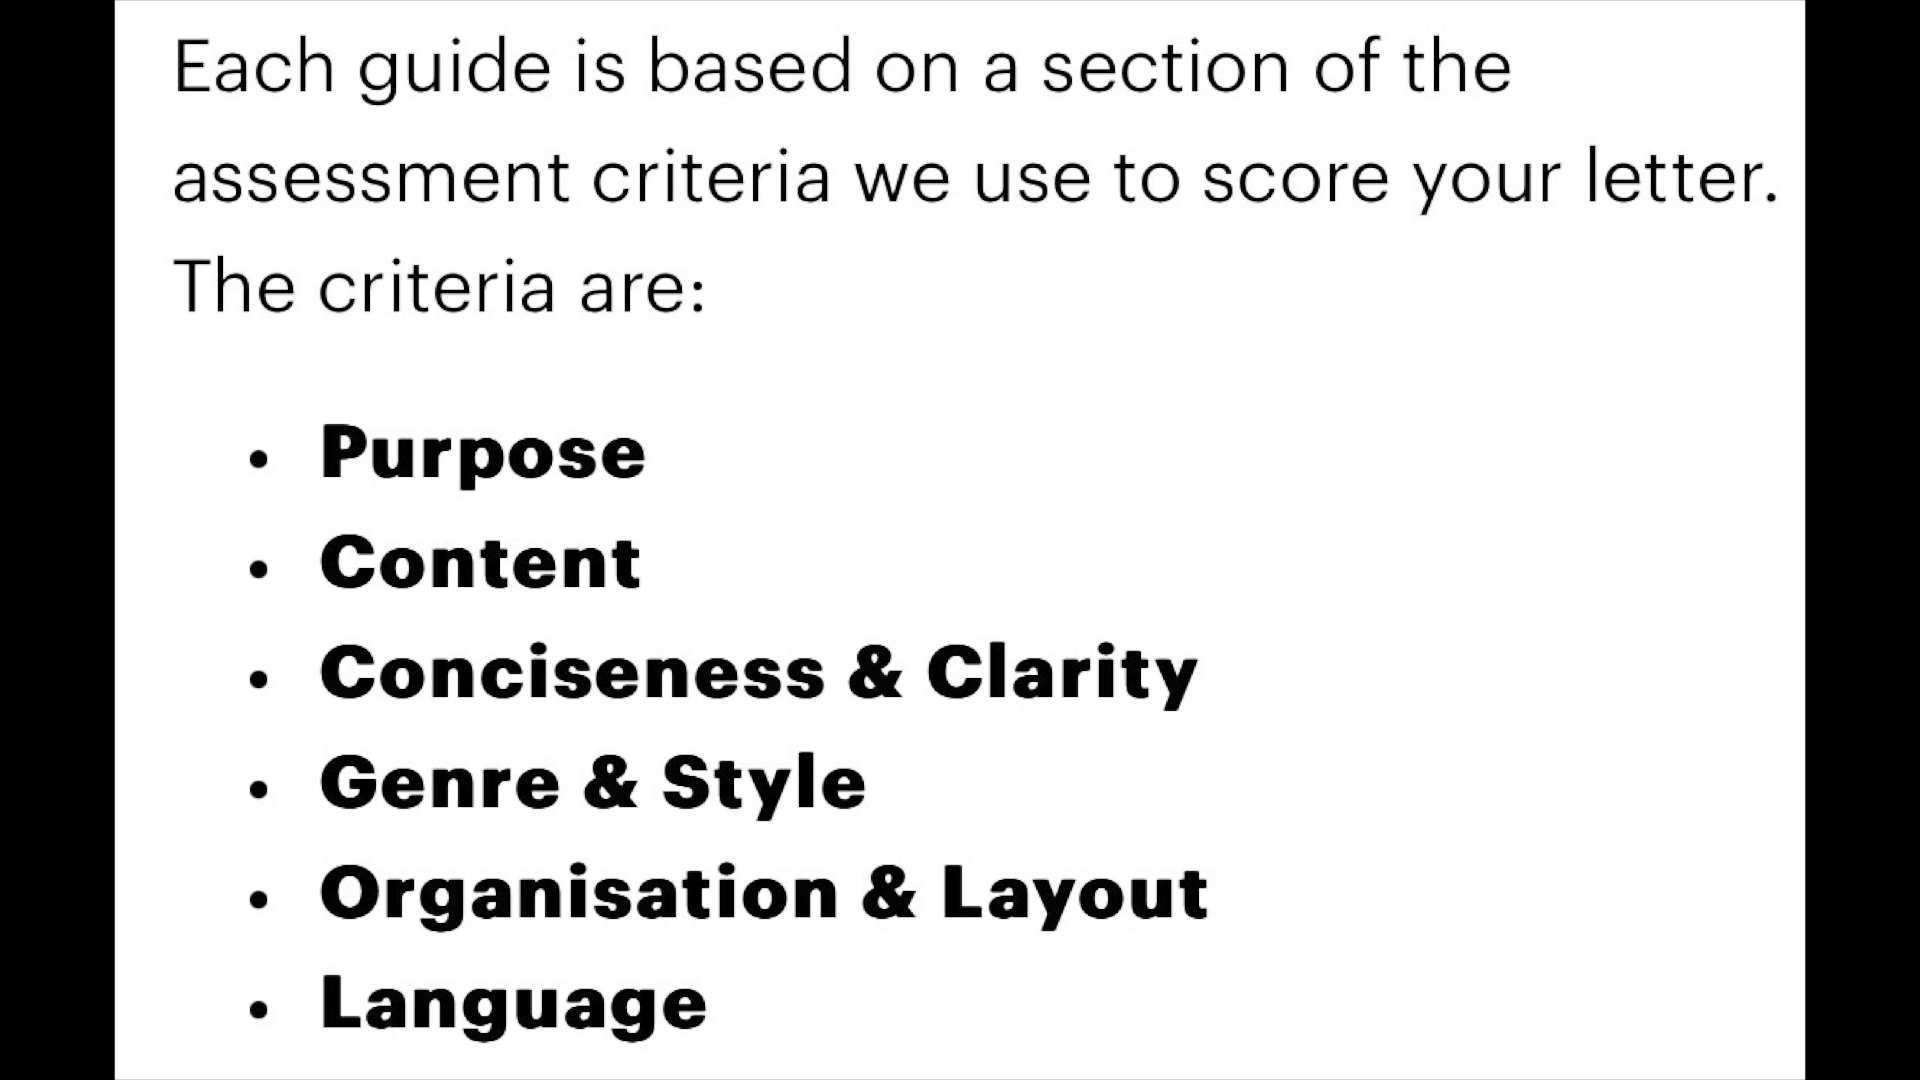 Each guide is based on a section of the
assessment criteria we use to score your letter.
The criteria are:
• Purpose
• Content
• Conciseness & Clarity
• Genre & Style
• Organisation & Layout
• Language